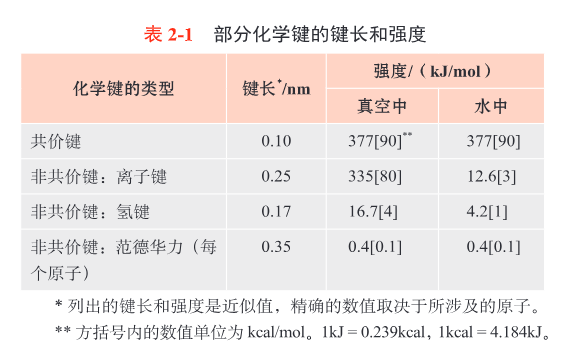 表 2-1 部分化学键的键长和强度
化学键的类型 键长*/nm 强度/（kJ/mol）
真空中 水中
共价键 0.10 377[90]** 377[90]
非共价键：离子键 0.25 335[80] 12.6[3]
非共价键：氢键 0.17 16.7[4] 4.2[1]
非共价键：范德华力（每 0.35 0.4[0.1] 0.4[0.1]
个原子）
* 列出的键长和强度是近似值，精确的数值取决于所涉及的原子。
** 方括号内的数值单位为 kcal/mol。1kJ = 0.239kcal，1kcal = 4.184kJ。